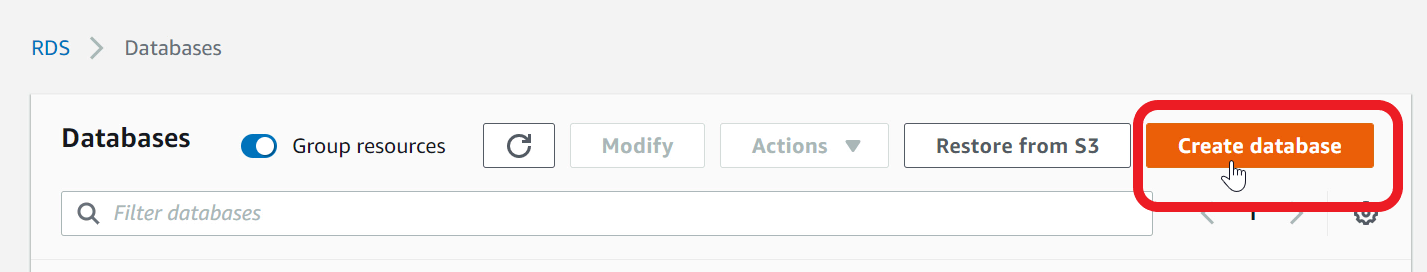 RDS > Databases
Databases Group resources Modify Actions Restore from S3 Create database
Filter databases
1